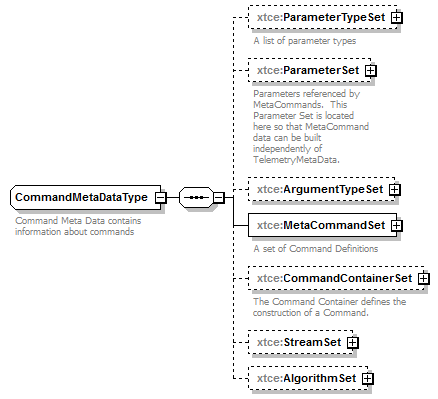 xtce:ParameterTypeSet
A list of parameter types
xtce:ParameterSet
Parameters referenced by
MetaCommands.  This
Parameter Set is located
here so that MetaCommand
data can be built
independently of
TelemetryMetaData.
CommandMetaDataType
Command Meta Data contains
information about commands
xtce:ArgumentTypeSet
xtce:MetaCommandSet
A set of Command Definitions
xtce:CommandContainerSet
The Command Container defines the
construction of a Command.
xtce:StreamSet
xtce:AlgorithmSet